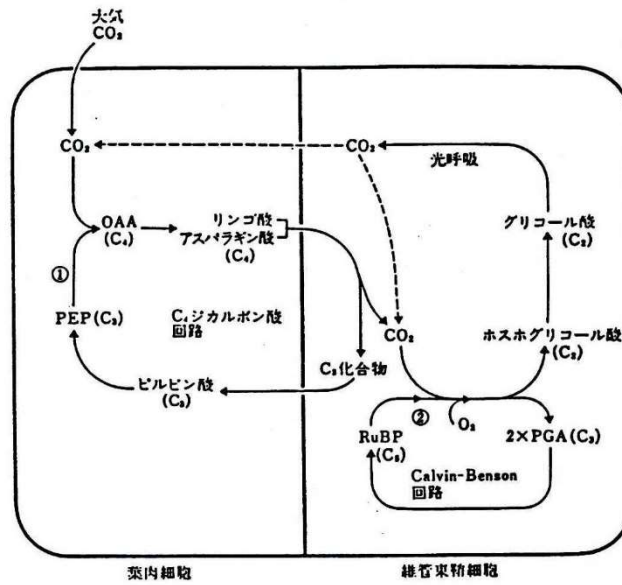 大気
CO₂
CO₂
CO₂
光呼吸
OAA
(C₄)
リンゴ酸
アスパラギン酸
(C₄)
グリコール酸
(C₂)
①
PEP(C₃)
C₄ジカルボン酸
回路
CO₂
ホスホグリコール酸
(C₂)
C₃化合物
ピルビン酸
(C₃)
②
O₂
RuBP
(C₅)
2×PGA(C₃)
Calvin-Benson
回路
葉肉細胞
維管束鞘細胞